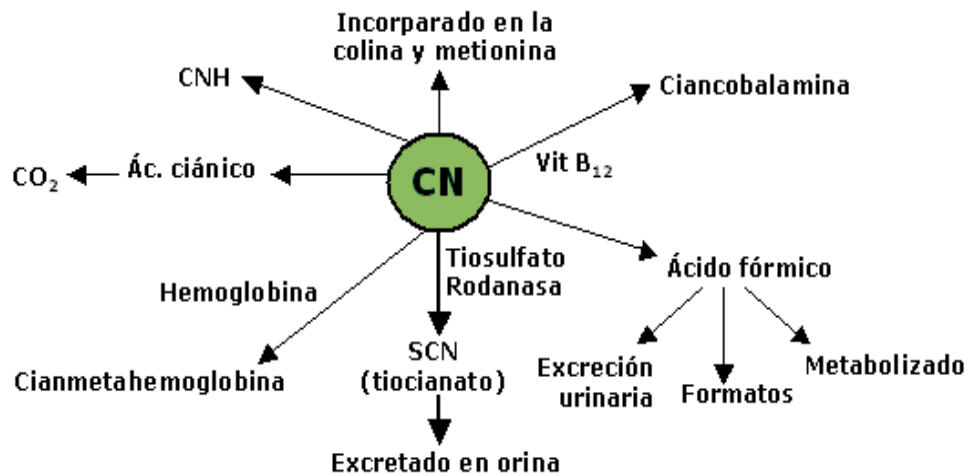 Incorparado en la
colina y metionina
CNH
Ciancobalamina
Vit B₁₂
CO₂
Ác. ciánico
CN
Tiosulfato
Rodanasa
Ácido fórmico
Hemoglobina
SCN
(tiocianato)
Cianmetahemoglobina
Excreción
urinaria
Formatos
Metabolizado
Excretado en orina